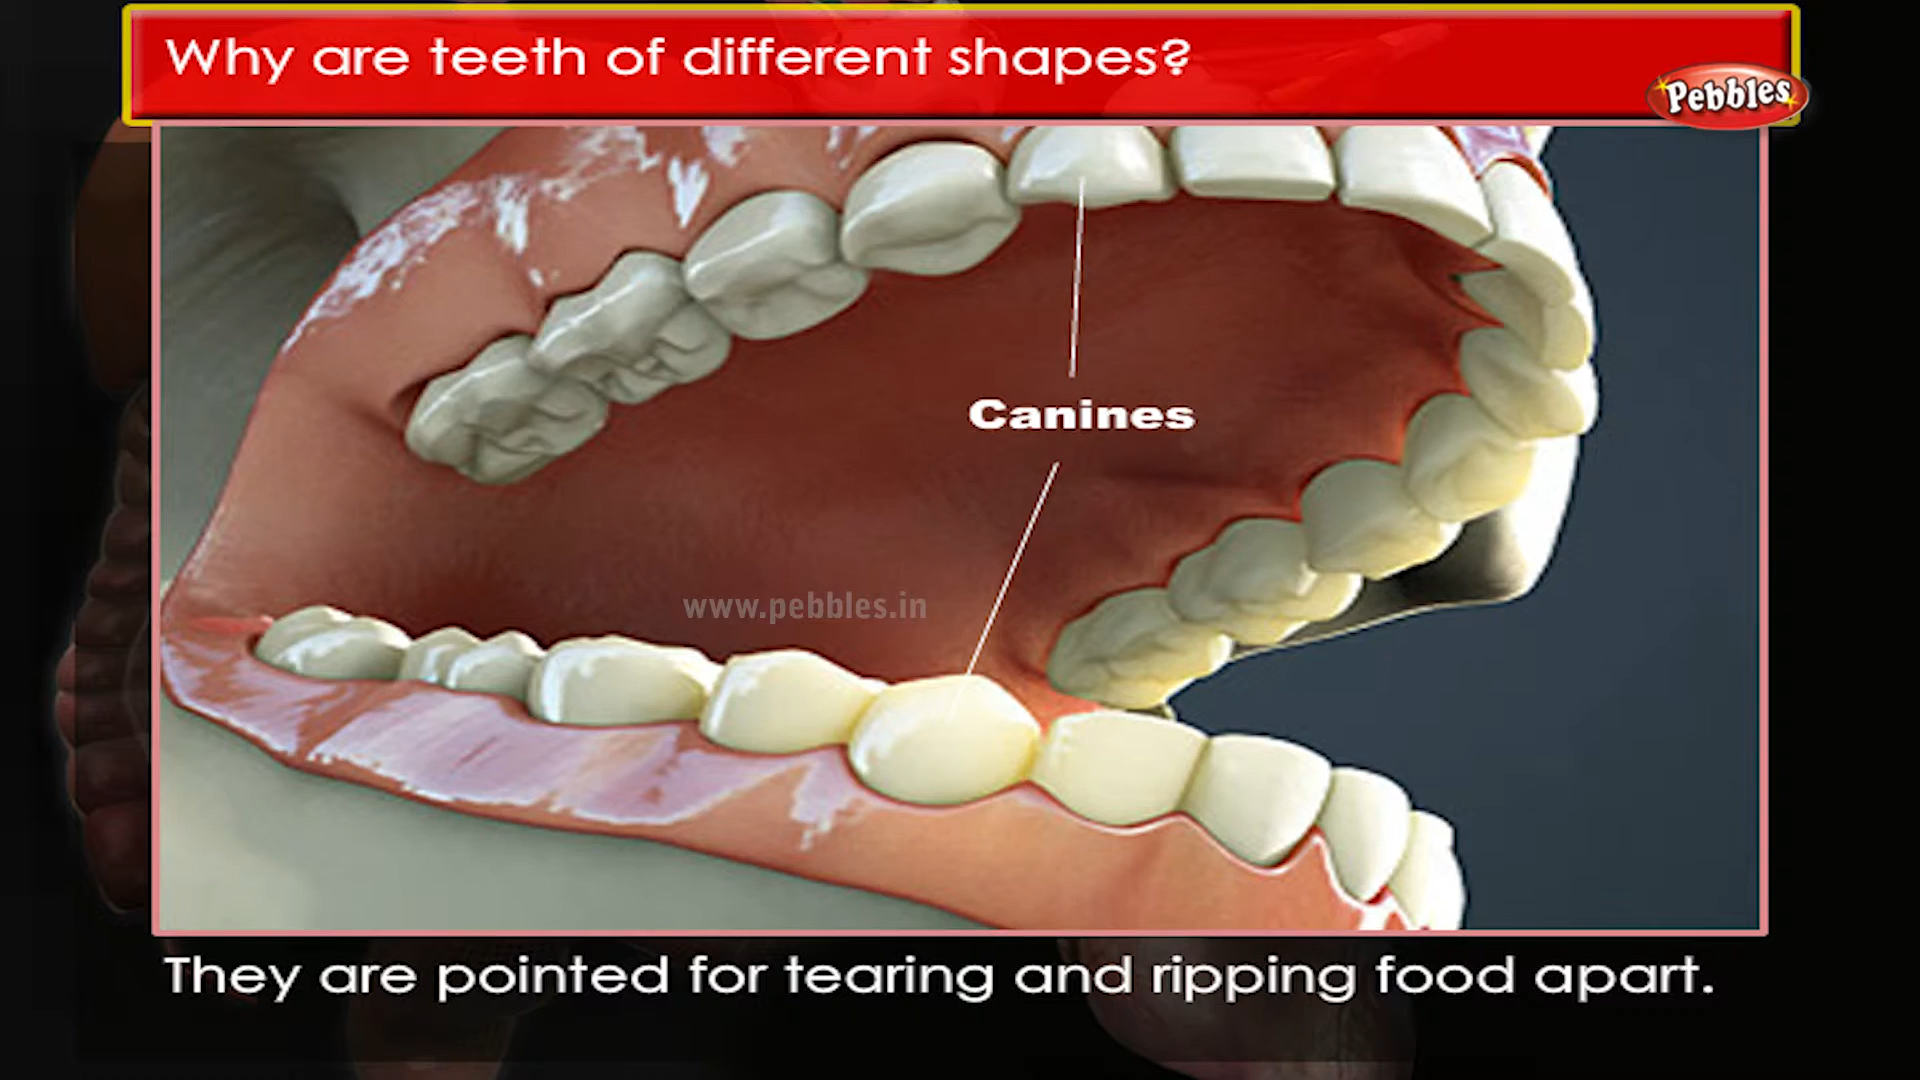 Why are teeth of different shapes?
Pebbles
Canines
www.pebbles.in
They are pointed for tearing and ripping food apart.